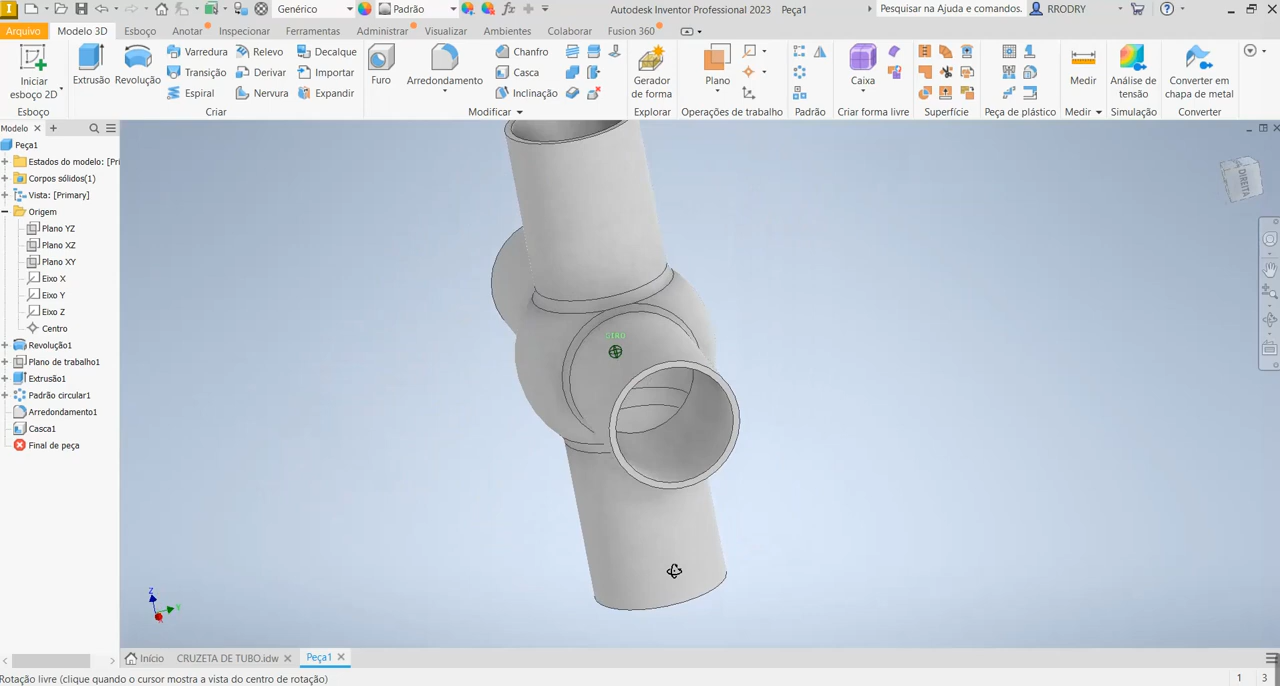 Genérico
Padrão
Autodesk Inventor Professional 2023 Peça1
Pesquisar na Ajuda e comandos.
RRODRY
Arquivo Modelo 3D Esboço Anotar Inspecionar Ferramentas Administrar Visualizar Ambientes Colaborar Fusion 360
Iniciar
esboço 2D
Esboço
Extrusão
Revolução
Varredura
Relevo
Decalque
Transição
Derivar
Importar
Espiral
Nervura
Expandir
Criar
Furo
Arredondamento
Chanfro
Casca
Inclinação
Modificar
Gerador
de forma
Explorar
Plano
Operações de trabalho
Padrão
Caixa
Criar forma livre
Superfície
Peça de plástico
Medir
Medir
Análise de
tensão
Simulação
Converter em
chapa de metal
Converter
Modelo
Peça1
Estados do modelo: [Pri
Corpos sólidos(1)
Vista: [Primary]
Origem
Plano YZ
Plano XZ
Plano XY
Eixo X
Eixo Y
Eixo Z
Centro
Revolução1
Plano de trabalho1
Extrusão1
Padrão circular1
Arredondamento1
Casca1
Final de peça
DIREITA
GIRO
Z
Y
Início
CRUZETA DE TUBO.idw
Peça1
Rotação livre (clique quando o cursor mostra a vista do centro de rotação)
1 3